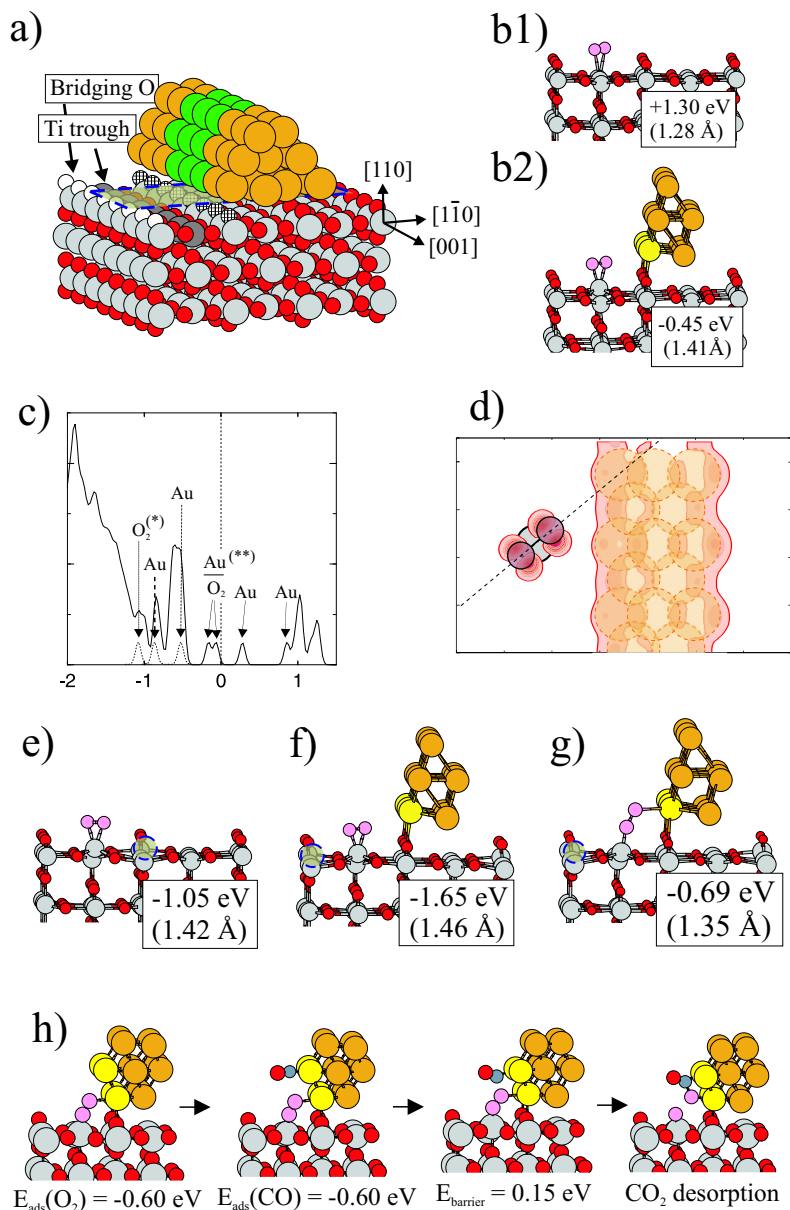 a)
Bridging O
Ti trough
[110]
[11̅0]
[001]
b1)
+1.30 eV
(1.28 Å)
b2)
-0.45 eV
(1.41Å)
c)
O₂(*)
Au
Au
Au(**)
O₂
Au
Au
-2
-1
0
1
d)
e)
-1.05 eV
(1.42 Å)
f)
-1.65 eV
(1.46 Å)
g)
-0.69 eV
(1.35 Å)
h)
Eads(O₂) = -0.60 eV
Eads(CO) = -0.60 eV
Ebarrier = 0.15 eV
CO₂ desorption